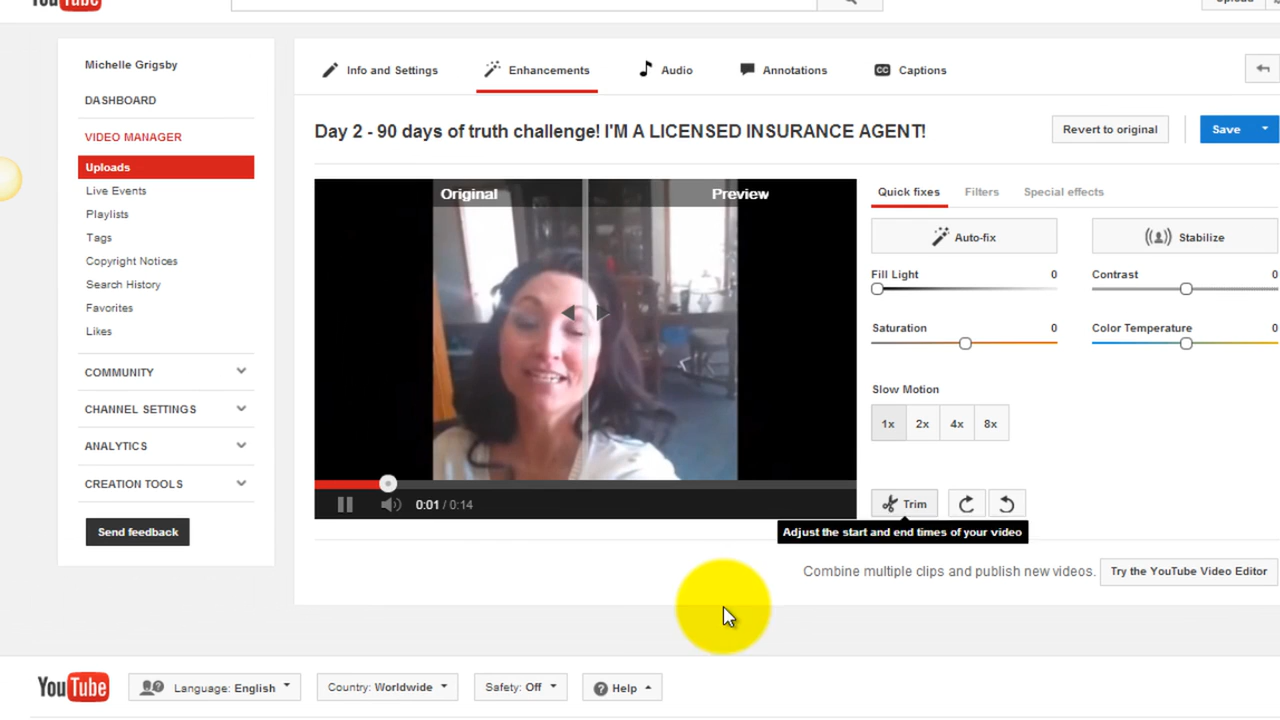 YouTube
Upload
Michelle Grigsby
DASHBOARD
VIDEO MANAGER
Uploads
Live Events
Playlists
Tags
Copyright Notices
Search History
Favorites
Likes
COMMUNITY
CHANNEL SETTINGS
ANALYTICS
CREATION TOOLS
Send feedback
Info and Settings Enhancements Audio CC Annotations Captions
Day 2 - 90 days of truth challenge! I'M A LICENSED INSURANCE AGENT!
Revert to original Save
Original Preview
0:01 / 0:14
Quick fixes Filters Special effects
Auto-fix Stabilize
Fill Light 0 Contrast 0
Saturation 0 Color Temperature 0
Slow Motion
1x 2x 4x 8x
Trim
Adjust the start and end times of your video
Combine multiple clips and publish new videos. Try the YouTube Video Editor
YouTube Language: English Country: Worldwide Safety: Off Help